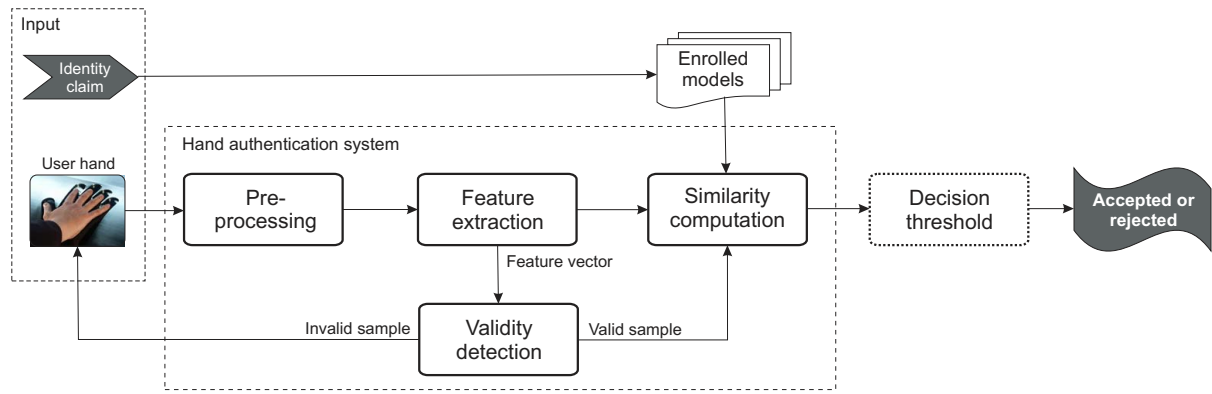 Input
Identity
claim
Enrolled
models
Hand authentication system
User hand
Pre-
processing
Feature
extraction
Similarity
computation
Decision
threshold
Accepted or
rejected
Feature vector
Invalid sample
Validity
detection
Valid sample